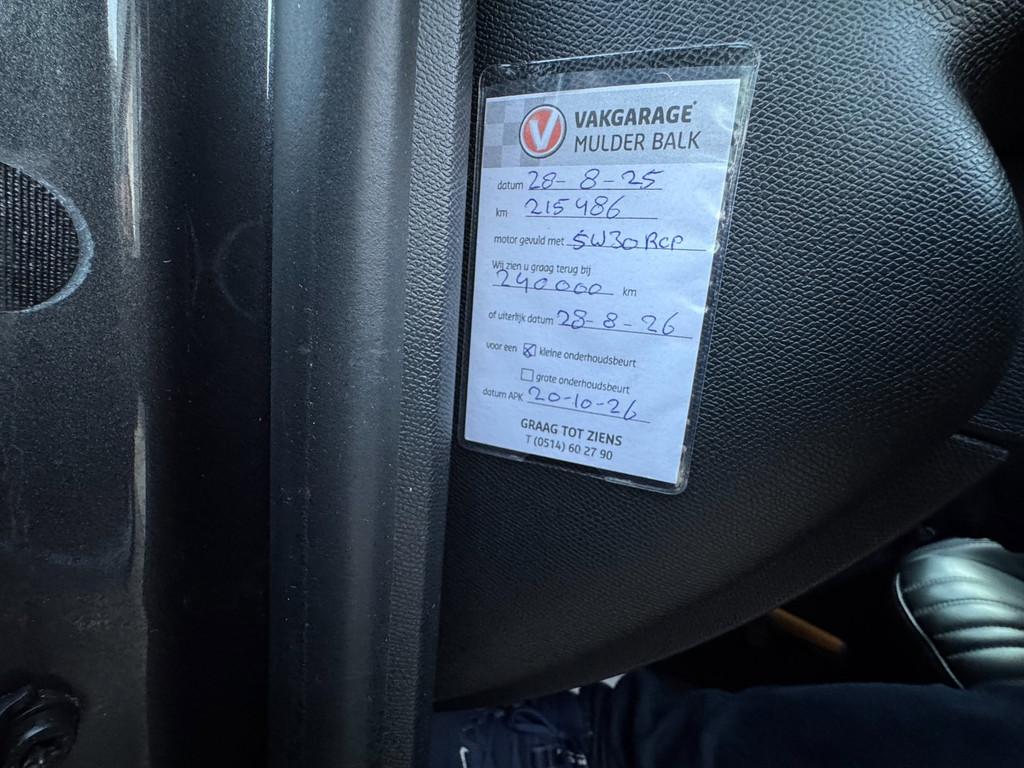 V VAKGARAGE®
MULDER BALK
datum 28-8-25
km 215486
motor gevuld met 5W30 RCP
Wij zien u graag terug bij
240000 km
of uiterlijk datum 28-8-26
voor een ☒ kleine onderhoudsbeurt
☐ grote onderhoudsbeurt
datum APK 20-10-26
GRAAG TOT ZIENS
T (0514) 60 27 90